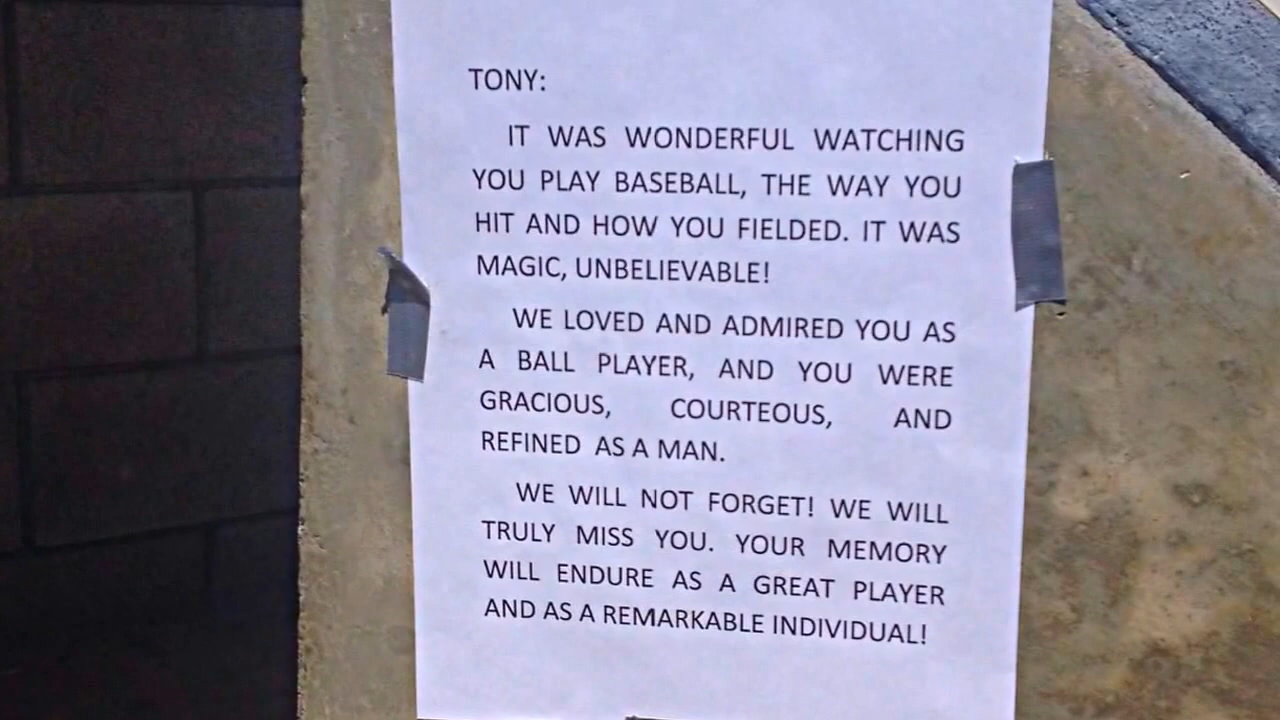 TONY:
IT WAS WONDERFUL WATCHING
YOU PLAY BASEBALL, THE WAY YOU
HIT AND HOW YOU FIELDED. IT WAS
MAGIC, UNBELIEVABLE!
WE LOVED AND ADMIRED YOU AS
A BALL PLAYER, AND YOU WERE
GRACIOUS, COURTEOUS, AND
REFINED AS A MAN.
WE WILL NOT FORGET! WE WILL
TRULY MISS YOU. YOUR MEMORY
WILL ENDURE AS A GREAT PLAYER
AND AS A REMARKABLE INDIVIDUAL!